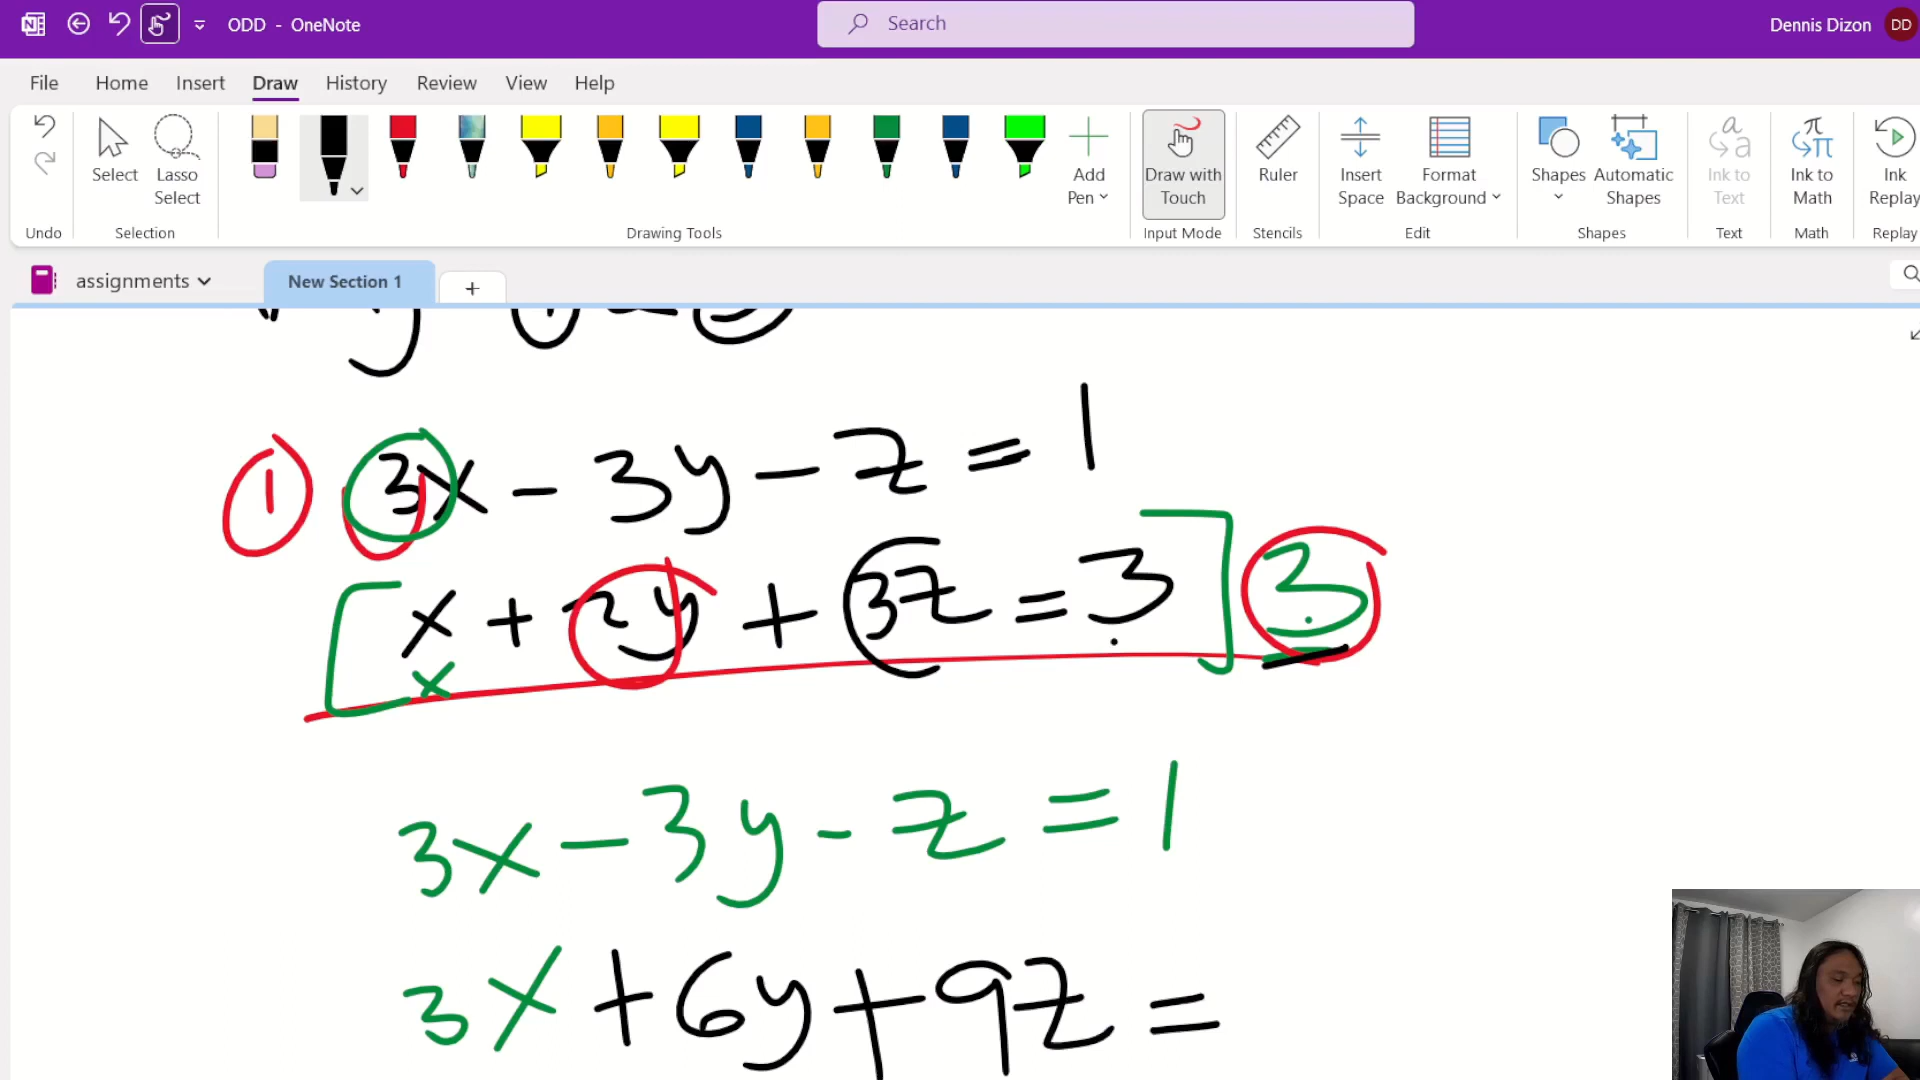 ODD - OneNote
Search
Dennis Dizon
DD
File Home Insert Draw History Review View Help
Select
Lasso Select
Add Pen
Draw with Touch
Ruler
Insert Space
Format Background
Shapes
Automatic Shapes
Ink to Text
Ink to Math
Ink Replay
Undo Selection Drawing Tools Input Mode Stencils Edit Shapes Text Math Replay
assignments New Section 1 +
1 3x - 3y - z = 1
[x + 2y + 3z = 3] 3
x
3x - 3y - z = 1
3x + 6y + 9z =